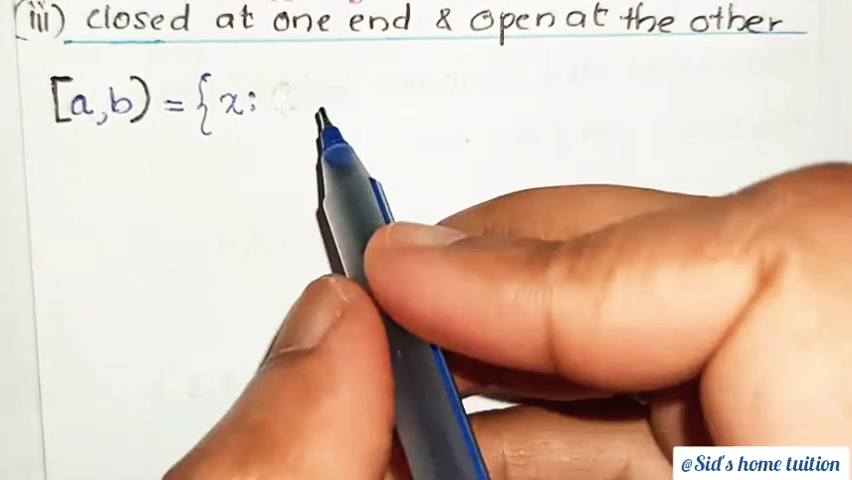 (iii) closed at one end & open at the other
[a,b) = { x:
@Sid's home tuition